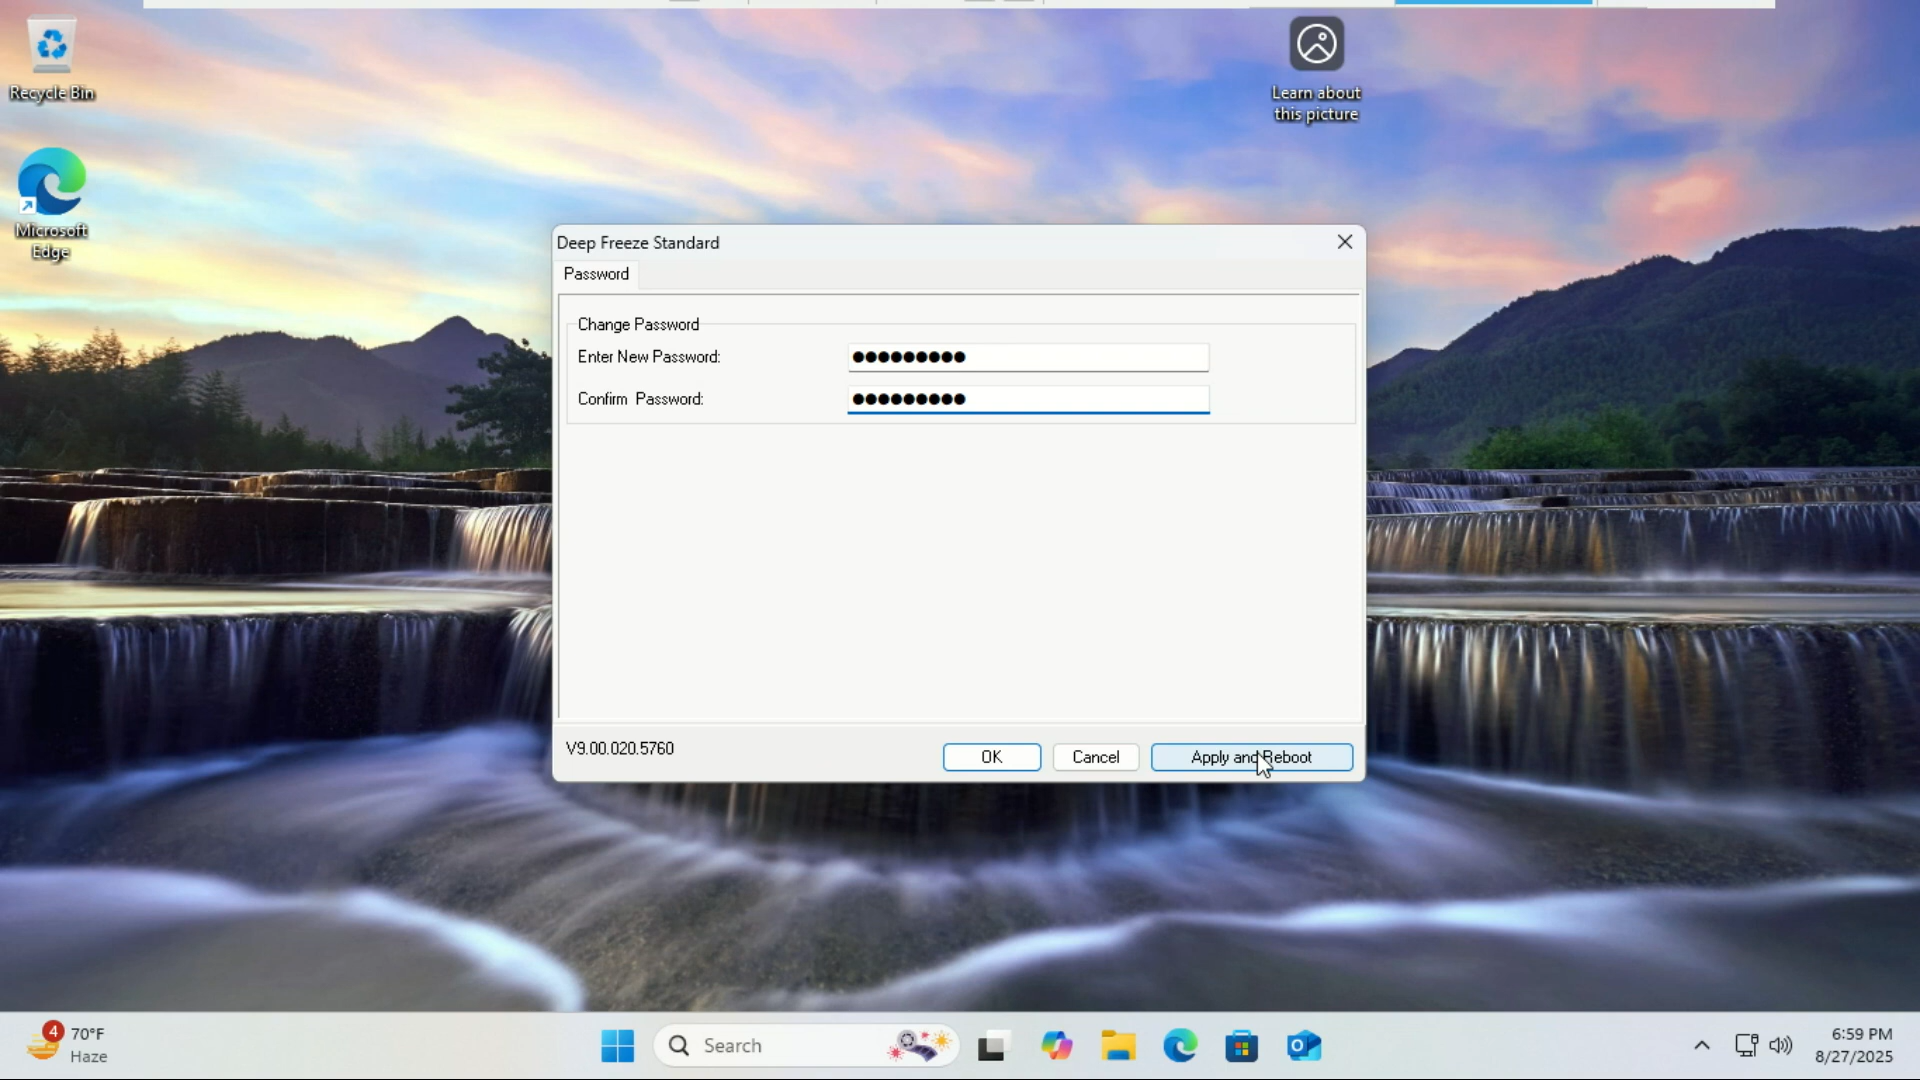 Recycle Bin
Microsoft
Edge
Learn about
this picture
Deep Freeze Standard
Password
Change Password
Enter New Password:
●●●●●●●●●
Confirm Password:
●●●●●●●●●
V9.00.020.5760
OK
Cancel
Apply and Reboot
4
70°F
Haze
Search
6:59 PM
8/27/2025